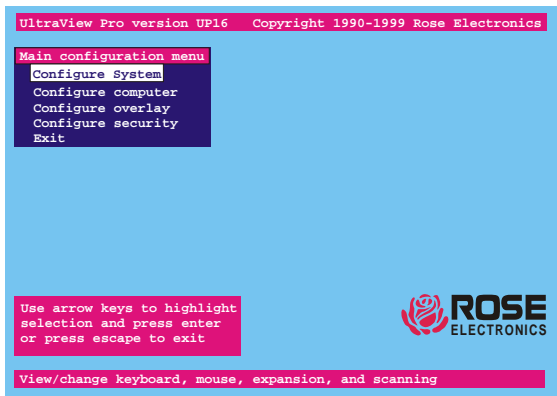 UltraView Pro version UP16 Copyright 1990-1999 Rose Electronics
Main configuration menu
Configure System
Configure computer
Configure overlay
Configure security
Exit
Use arrow keys to highlight
selection and press enter
or press escape to exit
ROSE
ELECTRONICS
View/change keyboard, mouse, expansion, and scanning